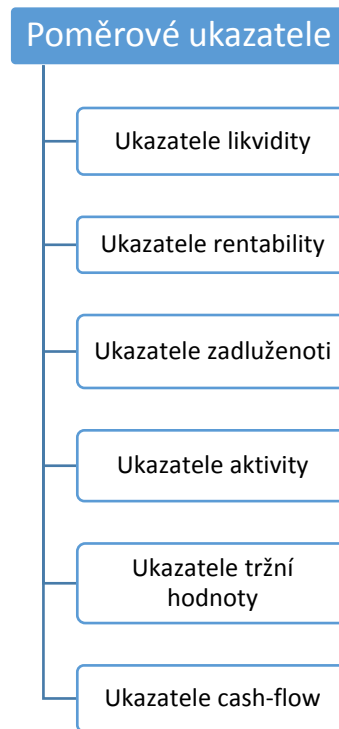 Poměrové ukazatele
Ukazatele likvidity
Ukazatele rentability
Ukazatele zadluženoti
Ukazatele aktivity
Ukazatele tržní
hodnoty
Ukazatele cash-flow